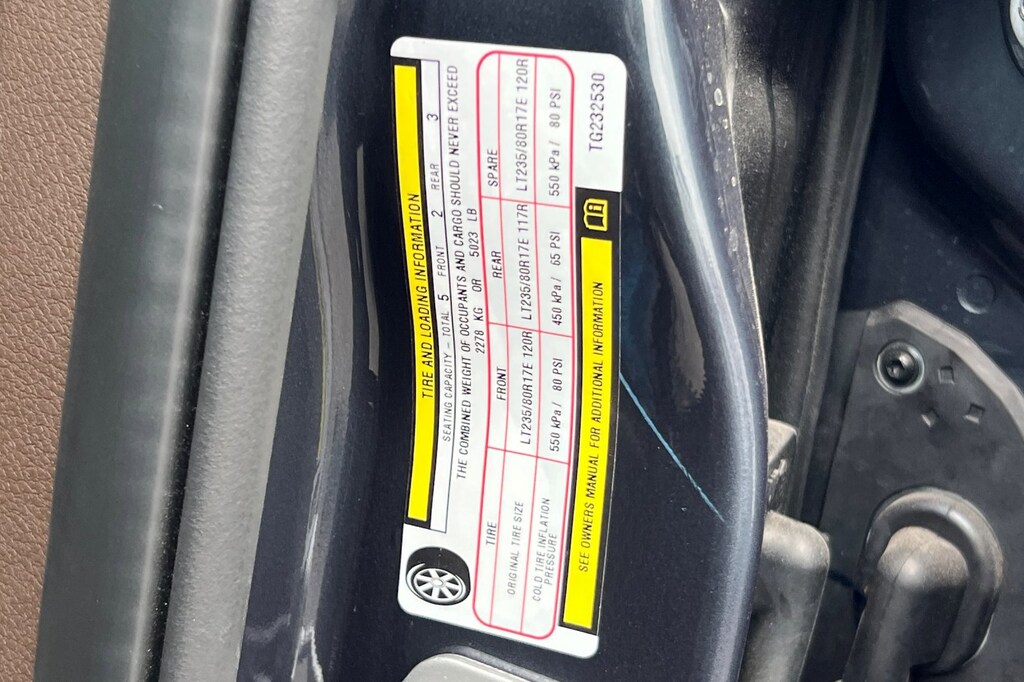 TIRE AND LOADING INFORMATION
SEATING CAPACITY – TOTAL 5 FRONT 2 REAR 3
THE COMBINED WEIGHT OF OCCUPANTS AND CARGO SHOULD NEVER EXCEED
2278 KG OR 5023 LB
TIRE FRONT REAR SPARE
ORIGINAL TIRE SIZE LT235/80R17E 120R LT235/80R17E 117R LT235/80R17E 120R
COLD TIRE INFLATION
PRESSURE 550 kPa / 80 PSI 450 kPa / 65 PSI 550 kPa / 80 PSI
SEE OWNERS MANUAL FOR ADDITIONAL INFORMATION
TG232530